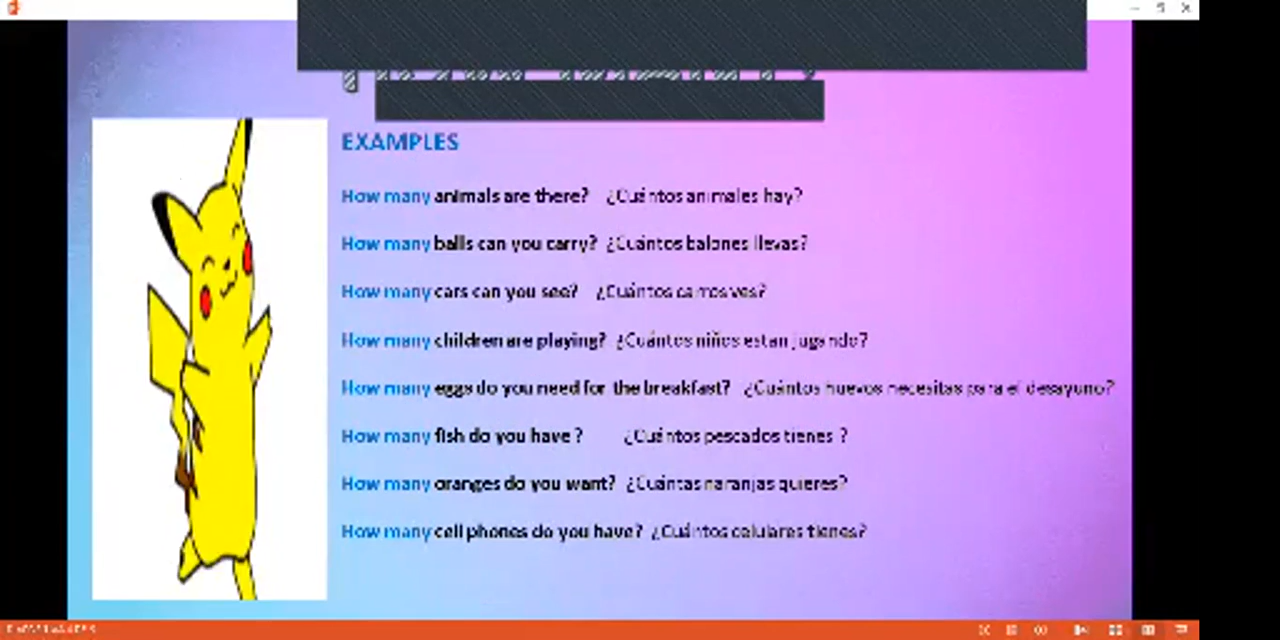 EXAMPLES
How many animals are there? ¿Cuántos animales hay?
How many balls can you carry? ¿Cuántos balones llevas?
How many cars can you see? ¿Cuántos carros ves?
How many children are playing? ¿Cuántos niños estan jugando?
How many eggs do you need for the breakfast? ¿Cuántos huevos necesitas para el desayuno?
How many fish do you have ? ¿Cuántos pescados tienes ?
How many oranges do you want? ¿Cuántas naranjas quieres?
How many cell phones do you have? ¿Cuántos celulares tienes?